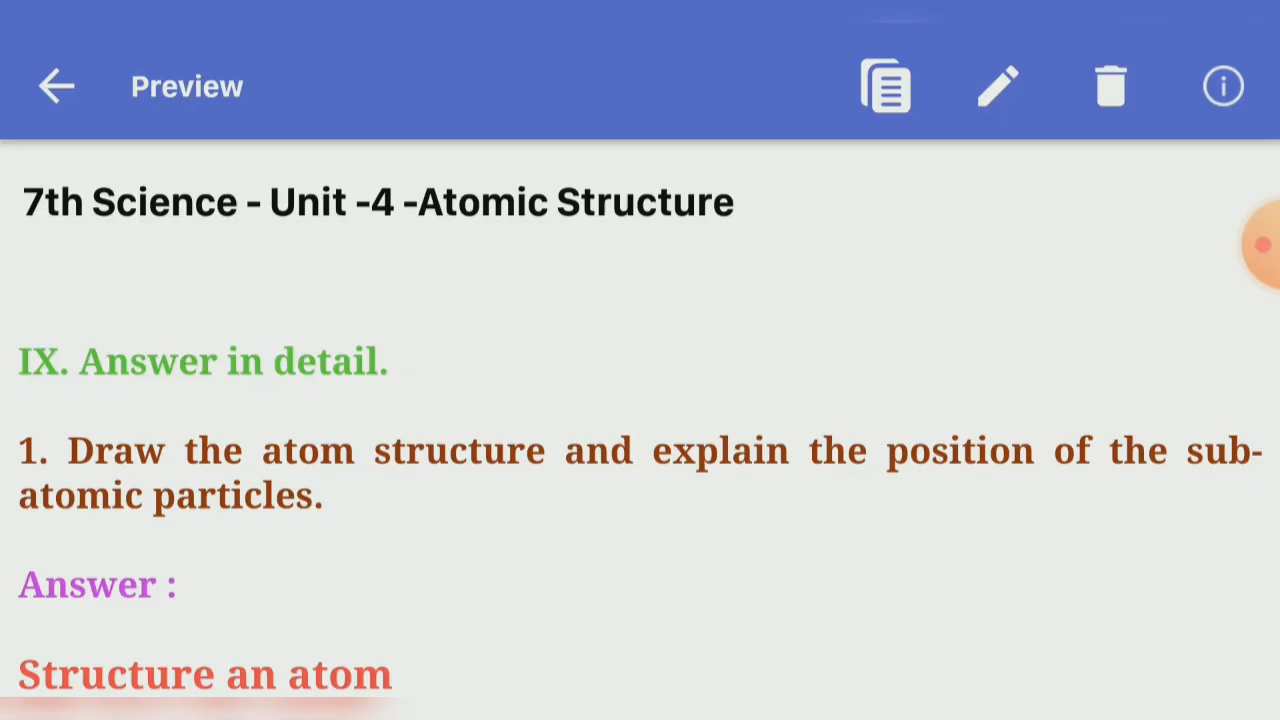 Preview
7th Science - Unit -4 -Atomic Structure
IX. Answer in detail.
1. Draw the atom structure and explain the position of the sub-
atomic particles.
Answer :
Structure an atom